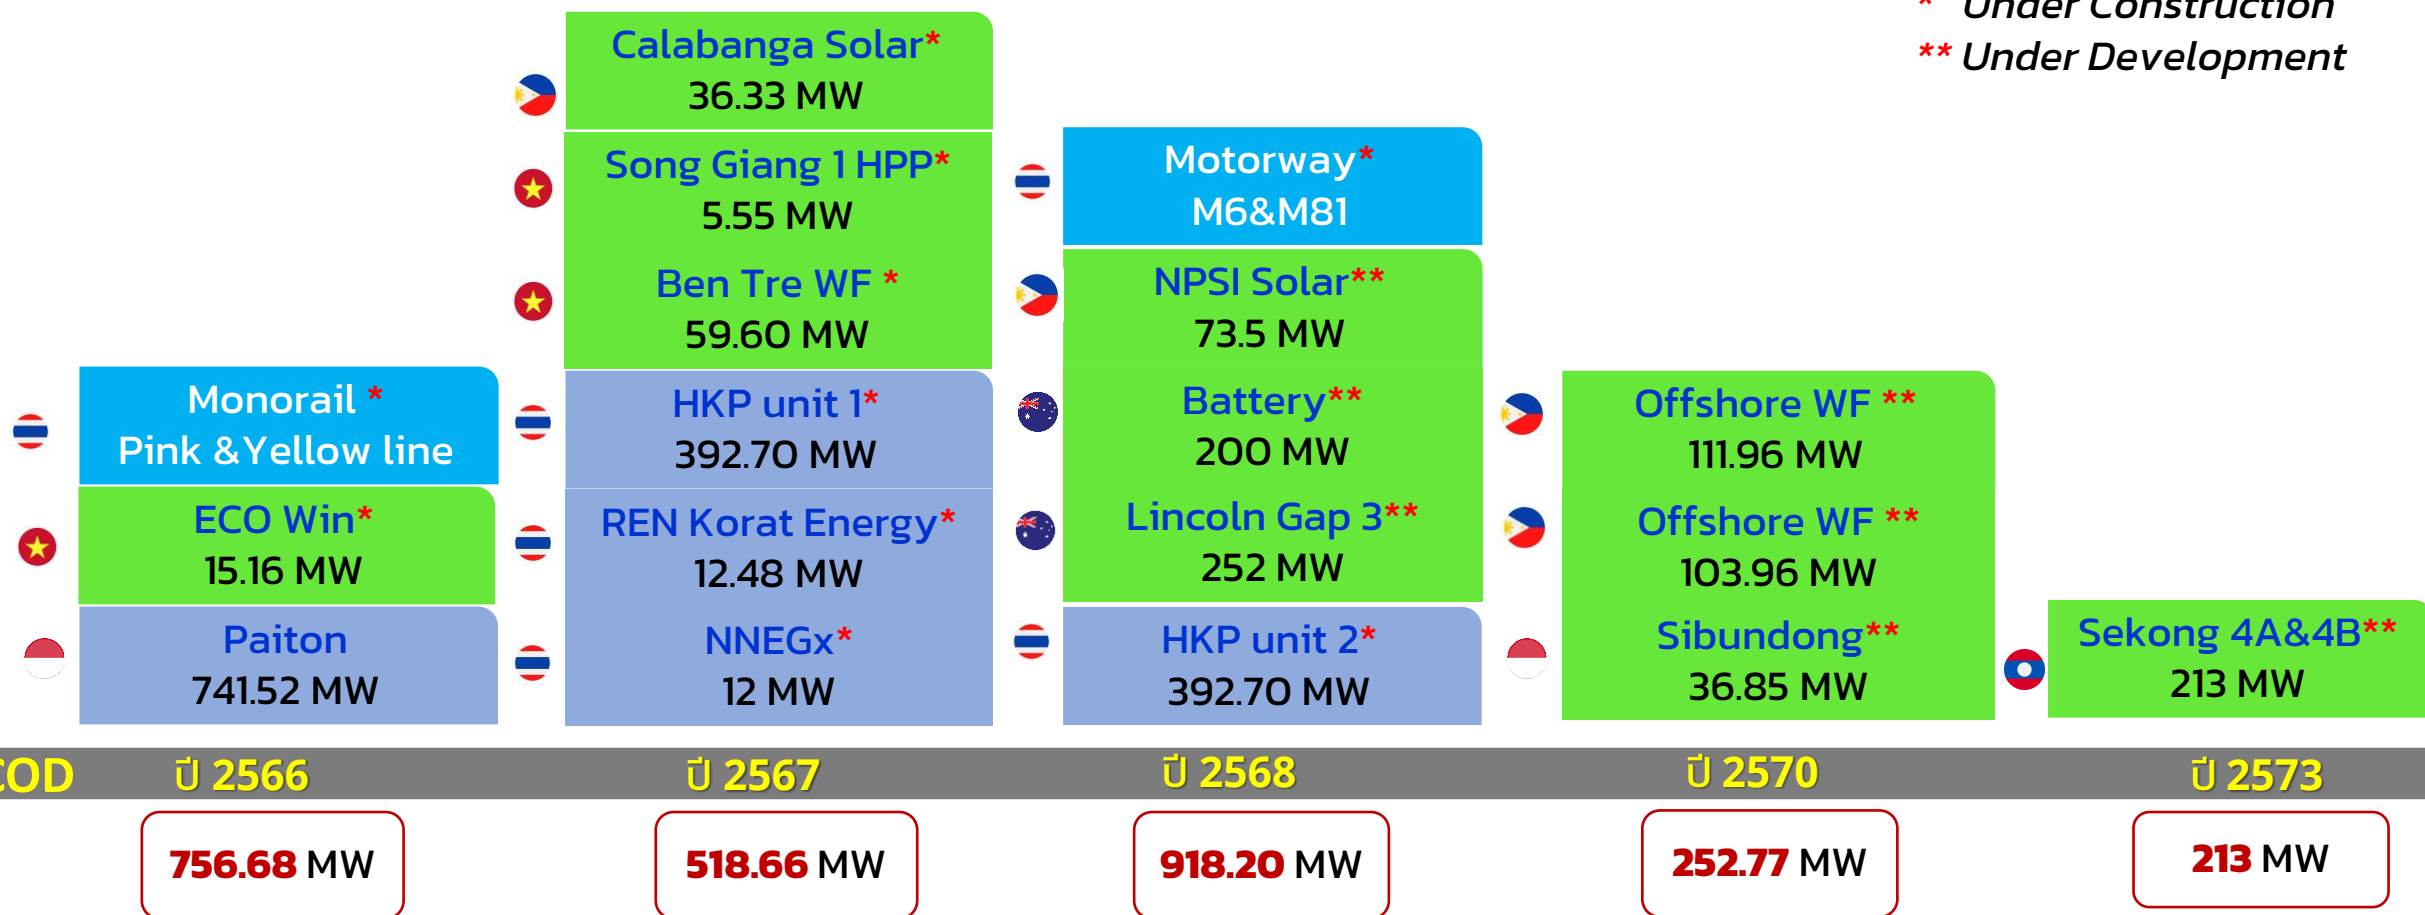 * Under Construction
** Under Development
Calabanga Solar*
36.33 MW
Song Giang 1 HPP*
5.55 MW
Ben Tre WF *
59.60 MW
Motorway*
M6&M81
NPSI Solar**
73.5 MW
Monorail *
Pink &Yellow line
HKP unit 1*
392.70 MW
Battery**
200 MW
Offshore WF **
111.96 MW
ECO Win*
15.16 MW
REN Korat Energy*
12.48 MW
Lincoln Gap 3**
252 MW
Offshore WF **
103.96 MW
Paiton
741.52 MW
NNEGx*
12 MW
HKP unit 2*
392.70 MW
Sibundong**
36.85 MW
Sekong 4A&4B**
213 MW
COD ปี 2566 ปี 2567 ปี 2568 ปี 2570 ปี 2573
756.68 MW 518.66 MW 918.20 MW 252.77 MW 213 MW